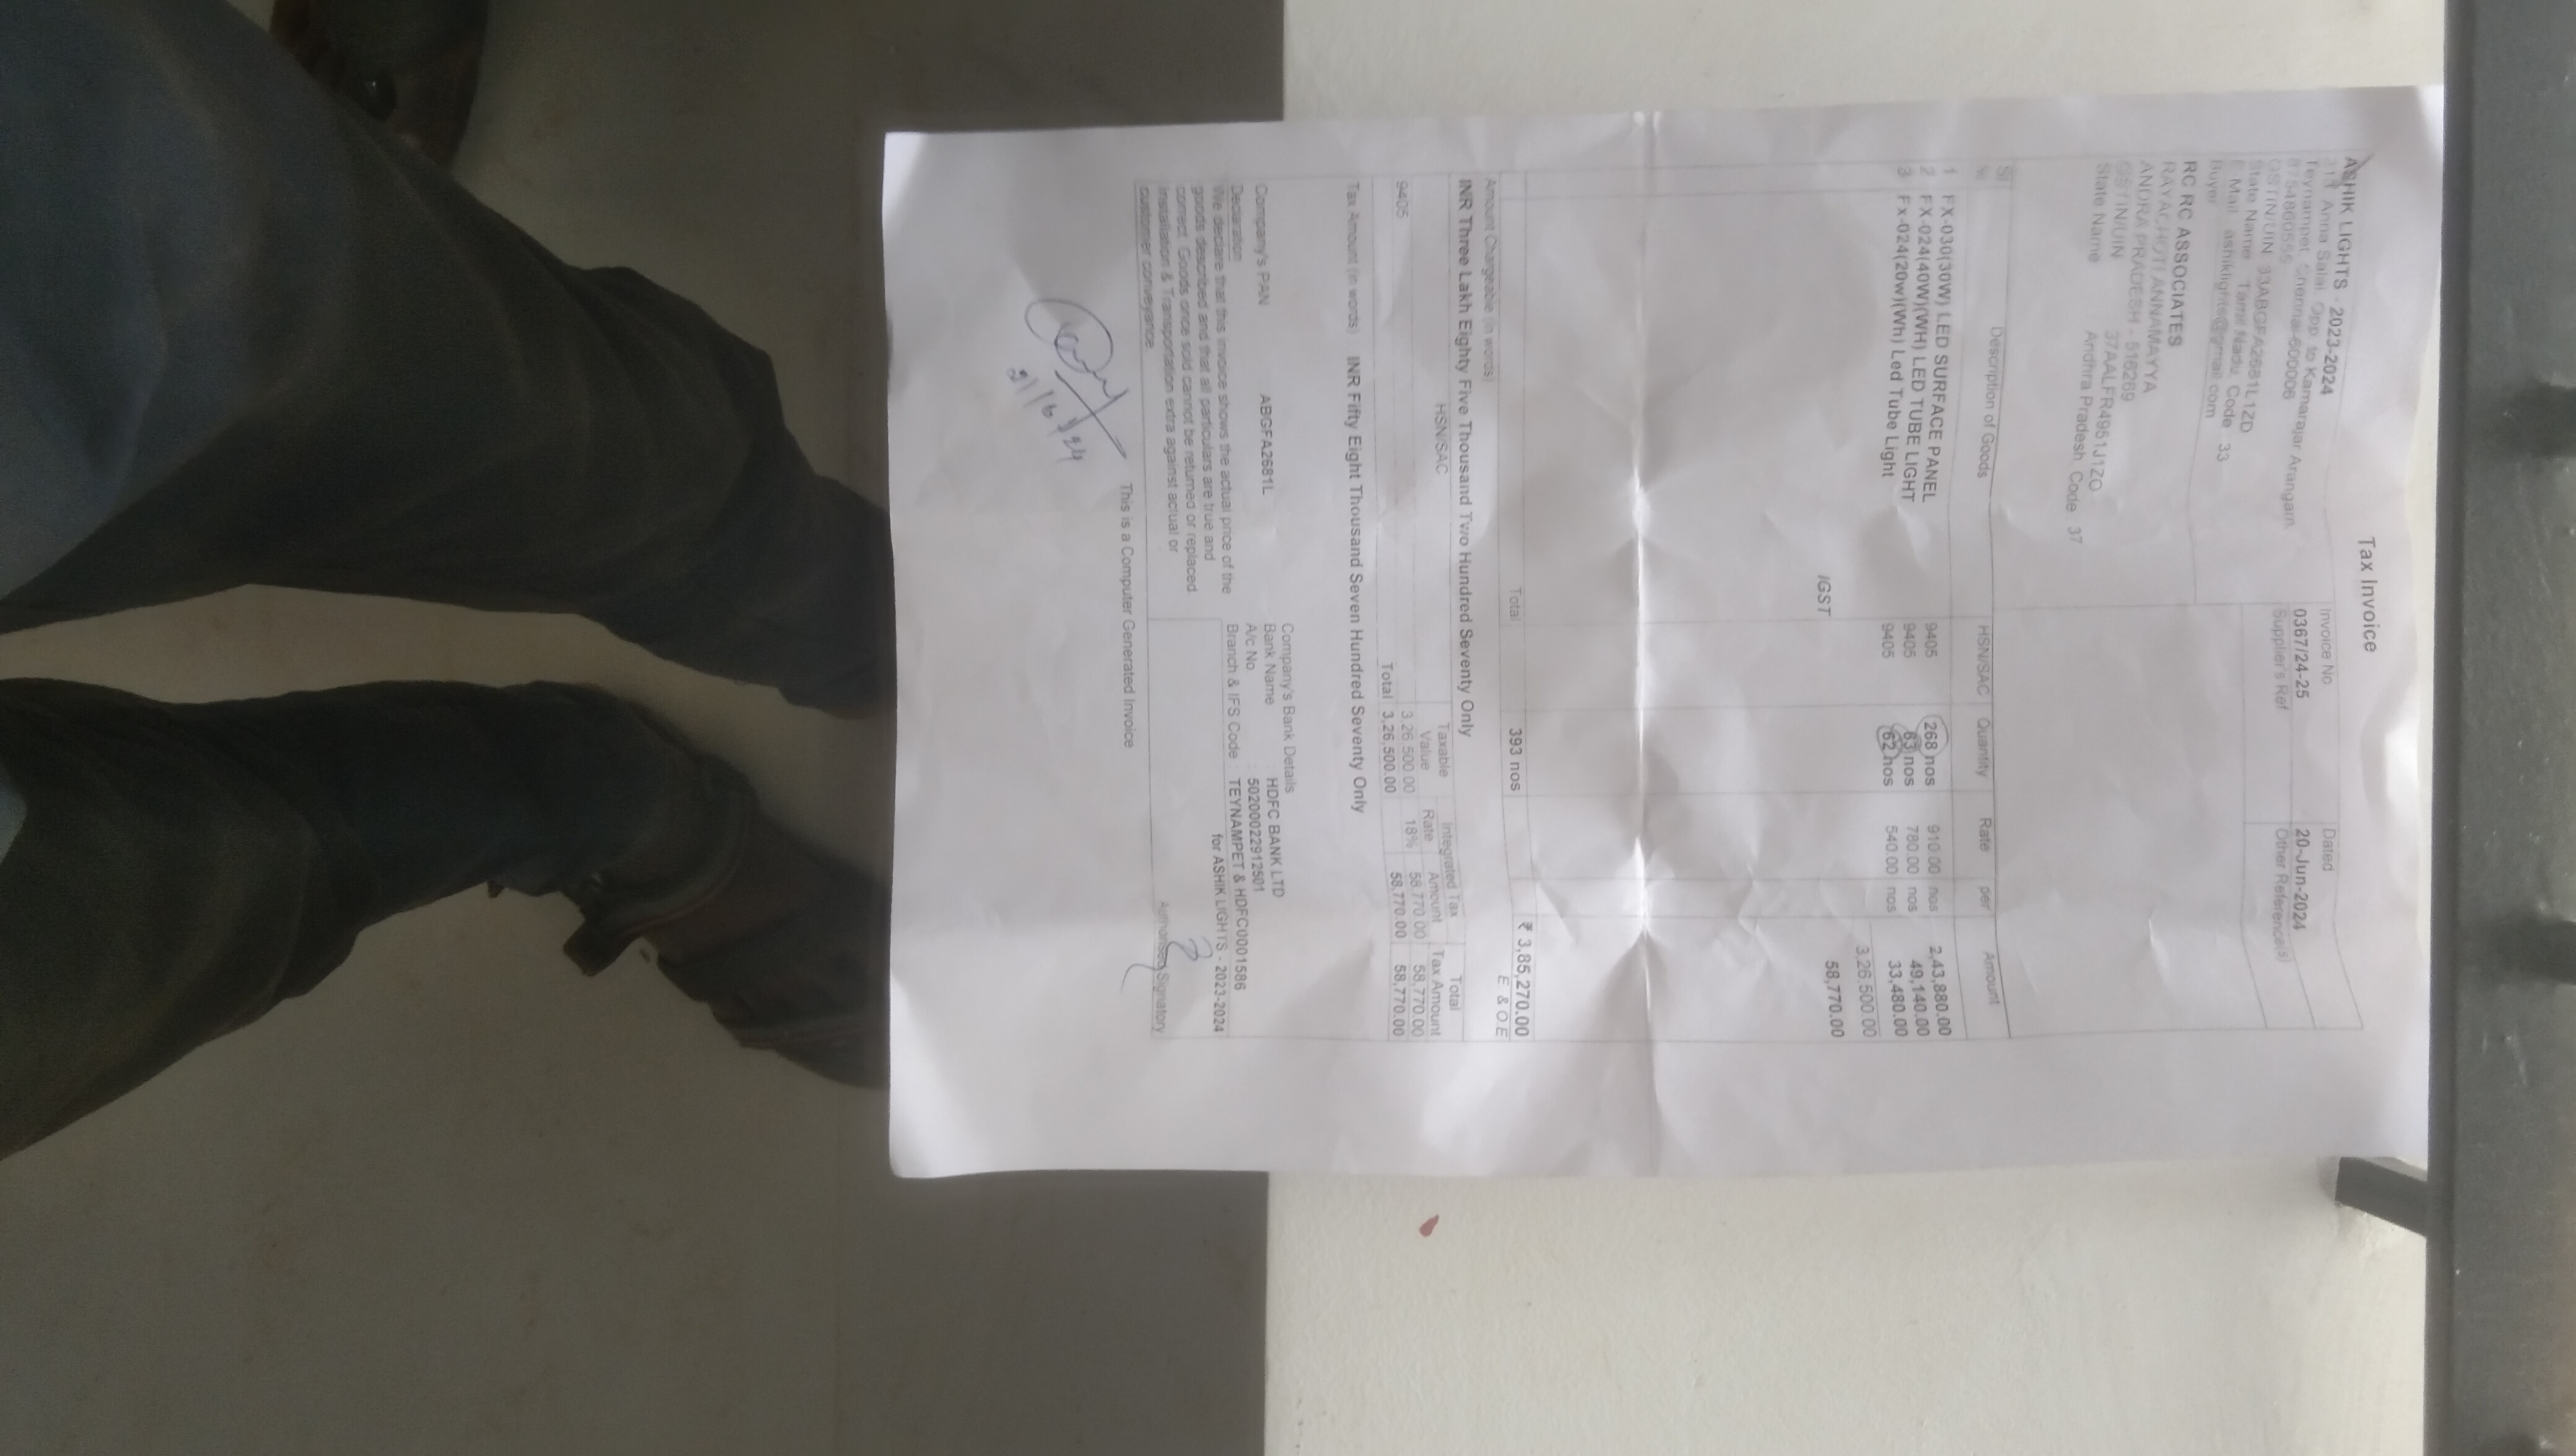 Tax Invoice
ASHIK LIGHTS - 2023-2024
Anna Salai, Opp. to Kamarajar Arangam,
Teynampet, Chennai-600006
8754860555
GSTIN/UIN 33ABGFA2681L1ZD
State Name Tamil Nadu, Code 33
E-Mail ashiklights@gmail.com
Invoice No.
0367/24-25
Dated
20-Jun-2024
Supplier's Ref.
Other Reference(s)
Buyer
RC RC ASSOCIATES
RAYACHOTI ANNAMAYYA
ANDRA PRADESH - 516269
GSTIN/UIN 37AALFR4951J1ZO
State Name Andhra Pradesh, Code 37
Sl Description of Goods HSN/SAC Quantity Rate per Amount
1 FX-030(30W) LED SURFACE PANEL 9405 268 nos 910.00 nos 2,43,880.00
2 FX-024(40W)(WH) LED TUBE LIGHT 9405 63 nos 780.00 nos 49,140.00
3 FX-024(20w)(Wh) Led Tube Light 9405 62 nos 540.00 nos 33,480.00
3,26,500.00
IGST 58,770.00
Total 393 nos ₹ 3,85,270.00
Amount Chargeable (in words) E. & O.E
INR Three Lakh Eighty Five Thousand Two Hundred Seventy Only
HSN/SAC Taxable Value Integrated Tax Rate Amount Total Tax Amount
9405 3,26,500.00 18% 58,770.00 58,770.00
Total 3,26,500.00 58,770.00 58,770.00
Tax Amount (in words) INR Fifty Eight Thousand Seven Hundred Seventy Only
Company's Bank Details
Bank Name : HDFC BANK LTD
A/c No. : 50200022912501
Branch & IFS Code : TEYNAMPET & HDFC0001586
Company's PAN ABGFA2681L
Declaration
We declare that this invoice shows the actual price of the
goods described and that all particulars are true and
correct. Goods once sold cannot be returned or replaced
Installation & Transportation extra against actual or
customer conveyance
for ASHIK LIGHTS - 2023-2024
Authorised Signatory
This is a Computer Generated Invoice
21/6/24